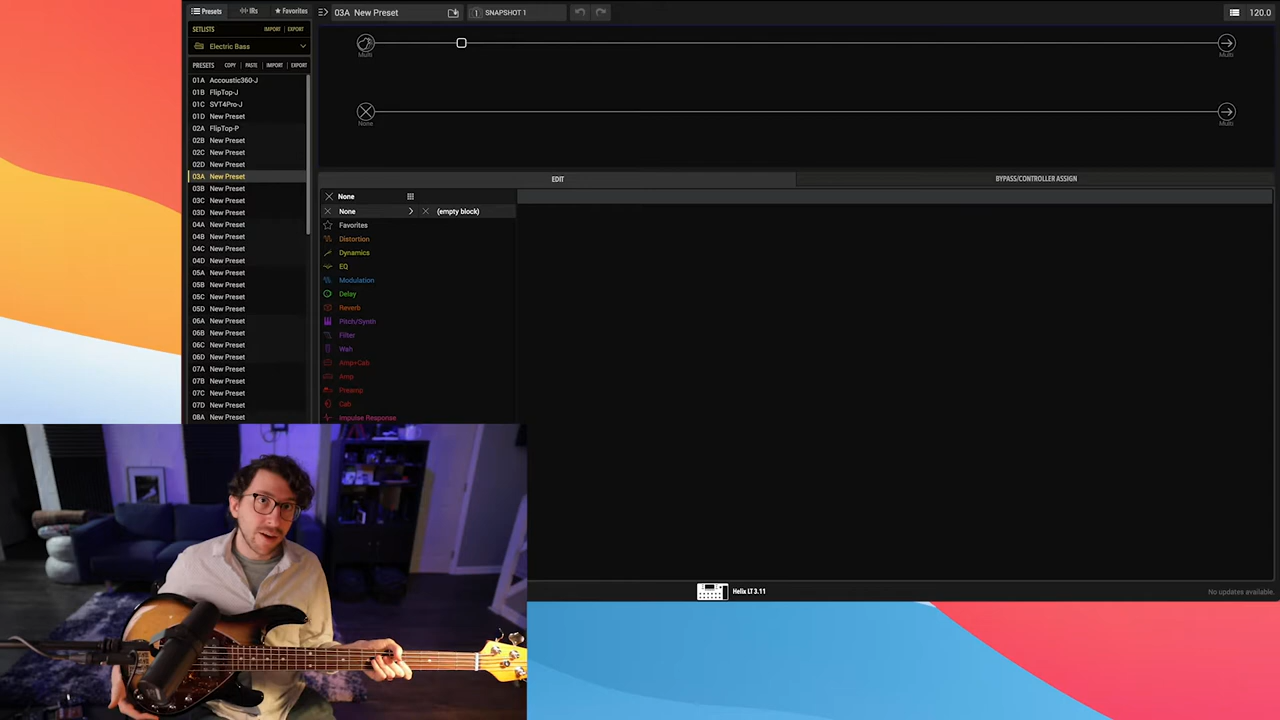 Presets IRs Favorites
SETLISTS IMPORT EXPORT
Electric Bass
PRESETS COPY PASTE IMPORT EXPORT
01A Accoustic360-J
01B FlipTop-J
01C SVT4Pro-J
01D New Preset
02A FlipTop-P
02B New Preset
02C New Preset
02D New Preset
03A New Preset
03B New Preset
03C New Preset
03D New Preset
04A New Preset
04B New Preset
04C New Preset
04D New Preset
05A New Preset
05B New Preset
05C New Preset
05D New Preset
06A New Preset
06B New Preset
06C New Preset
06D New Preset
07A New Preset
07B New Preset
07C New Preset
07D New Preset
08A New Preset
03A New Preset 1 SNAPSHOT 1 120.0
Multi Multi
None Multi
EDIT BYPASS/CONTROLLER ASSIGN
None
None (empty block)
Favorites
Distortion
Dynamics
EQ
Modulation
Delay
Reverb
Pitch/Synth
Filter
Wah
Amp+Cab
Amp
Preamp
Cab
Impulse Response
Helix LT 3.11 No updates available.